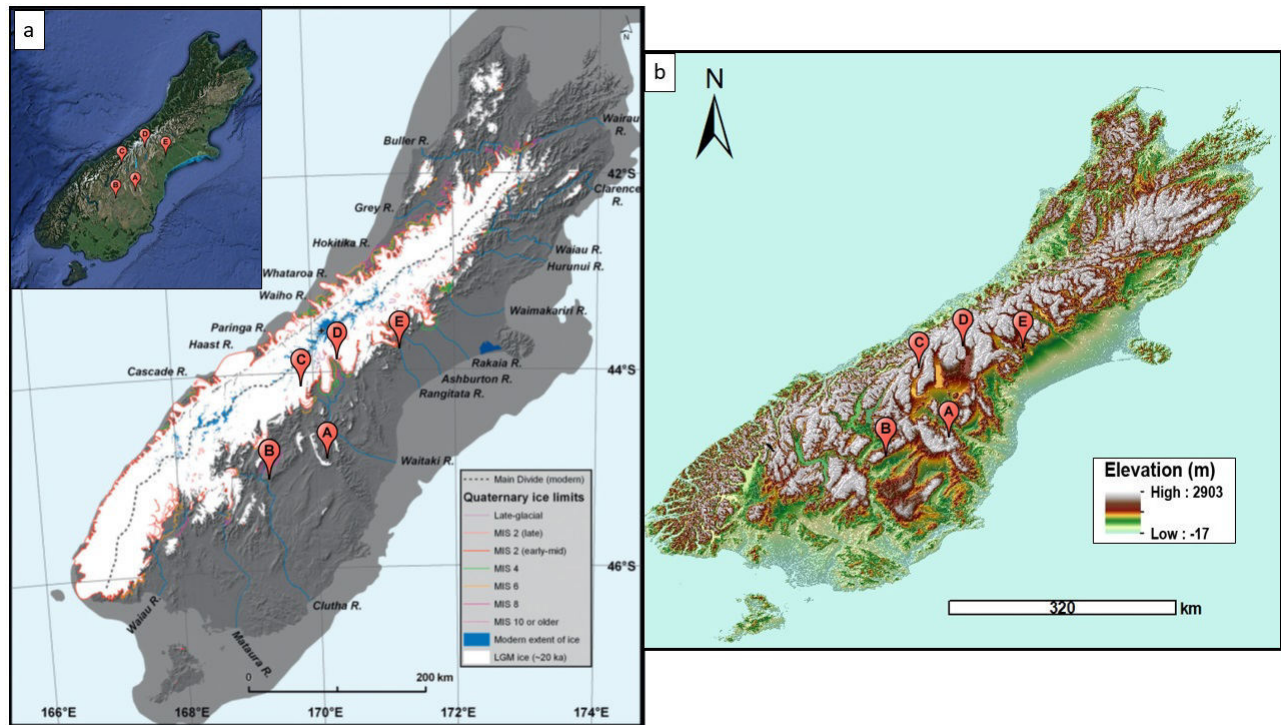 a
D
C
E
B
A
N
Wairau
R.
Buller R.
42°S
Clarence
R.
Grey R.
Hokitika R.
Waiau R.
Hurunui R.
Whataroa R.
Waiho R.
Waimakariri R.
Paringa R.
Haast R.
D
E
C
Rakaia R.
44°S
Ashburton R.
Rangitata R.
Cascade R.
A
B
Waitaki R.
Main Divide (modern)
Quaternary ice limits
Late-glacial
MIS 2 (late)
MIS 2 (early-mid)
MIS 4
MIS 6
MIS 8
MIS 10 or older
Modern extent of ice
LGM ice (~20 ka)
46°S
Clutha R.
Waiau R.
Mataura R.
0 200 km
166°E 168°E 170°E 172°E 174°E
b
N
D
E
C
A
B
Elevation (m)
High : 2903
Low : -17
320 km